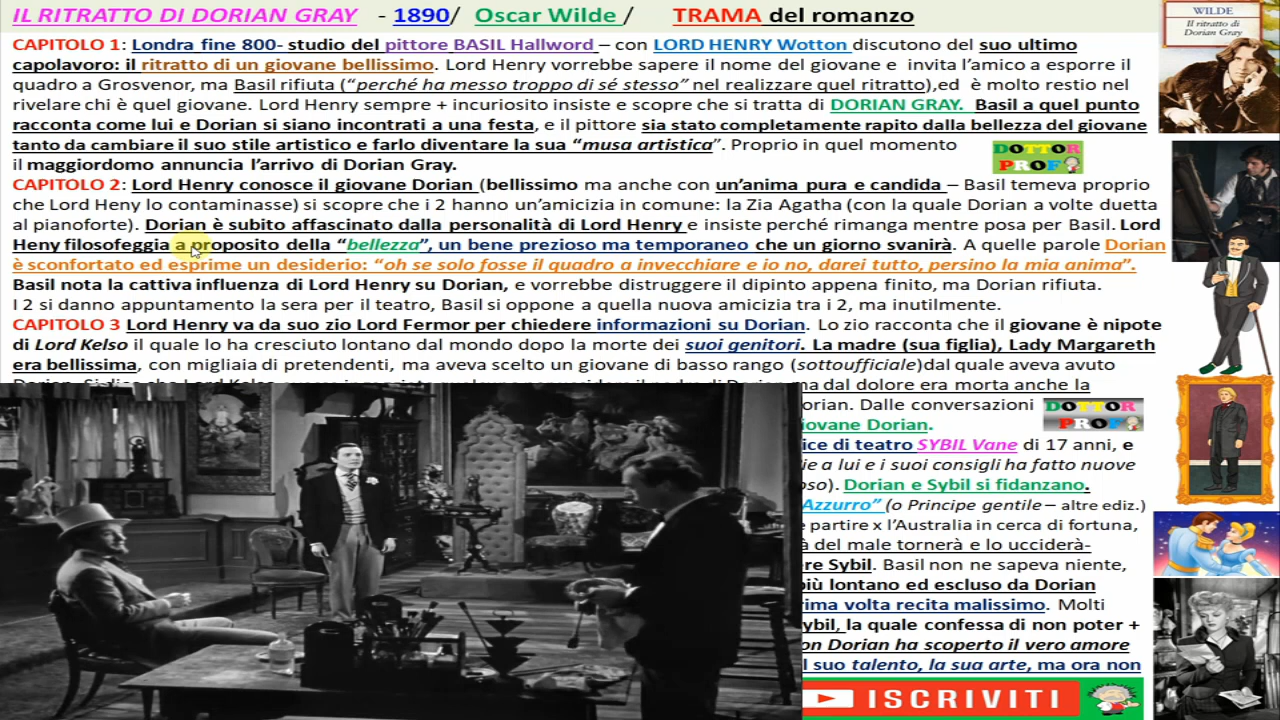 IL RITRATTO DI DORIAN GRAY - 1890/ Oscar Wilde / TRAMA del romanzo
WILDE
Il ritratto di
Dorian Gray
CAPITOLO 1: Londra fine 800- studio del pittore BASIL Hallword – con LORD HENRY Wotton discutono del suo ultimo
capolavoro: il ritratto di un giovane bellissimo. Lord Henry vorrebbe sapere il nome del giovane e invita l’amico a esporre il
quadro a Grosvenor, ma Basil rifiuta (“perché ha messo troppo di sé stesso” nel realizzare quel ritratto),ed è molto restio nel
rivelare chi è quel giovane. Lord Henry sempre + incuriosito insiste e scopre che si tratta di DORIAN GRAY. Basil a quel punto
racconta come lui e Dorian si siano incontrati a una festa, e il pittore sia stato completamente rapito dalla bellezza del giovane
tanto da cambiare il suo stile artistico e farlo diventare la sua “musa artistica”. Proprio in quel momento
il maggiordomo annuncia l’arrivo di Dorian Gray.
DOTTOR
PROF
CAPITOLO 2: Lord Henry conosce il giovane Dorian (bellissimo ma anche con un’anima pura e candida – Basil temeva proprio
che Lord Heny lo contaminasse) si scopre che i 2 hanno un’amicizia in comune: la Zia Agatha (con la quale Dorian a volte duetta
al pianoforte). Dorian è subito affascinato dalla personalità di Lord Henry e insiste perché rimanga mentre posa per Basil. Lord
Heny filosofeggia a proposito della “bellezza”, un bene prezioso ma temporaneo che un giorno svanirà. A quelle parole Dorian
è sconfortato ed esprime un desiderio: “oh se solo fosse il quadro a invecchiare e io no, darei tutto, persino la mia anima”.
Basil nota la cattiva influenza di Lord Henry su Dorian, e vorrebbe distruggere il dipinto appena finito, ma Dorian rifiuta.
I 2 si danno appuntamento la sera per il teatro, Basil si oppone a quella nuova amicizia tra i 2, ma inutilmente.
CAPITOLO 3 Lord Henry va da suo zio Lord Fermor per chiedere informazioni su Dorian. Lo zio racconta che il giovane è nipote
di Lord Kelso il quale lo ha cresciuto lontano dal mondo dopo la morte dei suoi genitori. La madre (sua figlia), Lady Margareth
era bellissima, con migliaia di pretendenti, ma aveva scelto un giovane di basso rango (sottoufficiale)dal quale aveva avuto
ma dal dolore era morta anche la
orian. Dalle conversazioni
DOTTOR
PROF
iovane Dorian.
ice di teatro SYBIL Vane di 17 anni, e
ie a lui e i suoi consigli ha fatto nuove
oso). Dorian e Sybil si fidanzano.
Azzurro” (o Principe gentile – altre ediz.)
e partire x l’Australia in cerca di fortuna,
à del male tornerà e lo ucciderà-
re Sybil. Basil non ne sapeva niente,
più lontano ed escluso da Dorian
rima volta recita malissimo. Molti
ybil, la quale confessa di non poter +
on Dorian ha scoperto il vero amore
l suo talento, la sua arte, ma ora non
ISCRIVITI